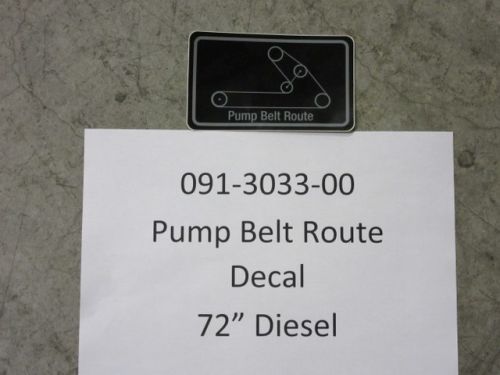 Pump Belt Route
091-3033-00
Pump Belt Route
Decal
72” Diesel